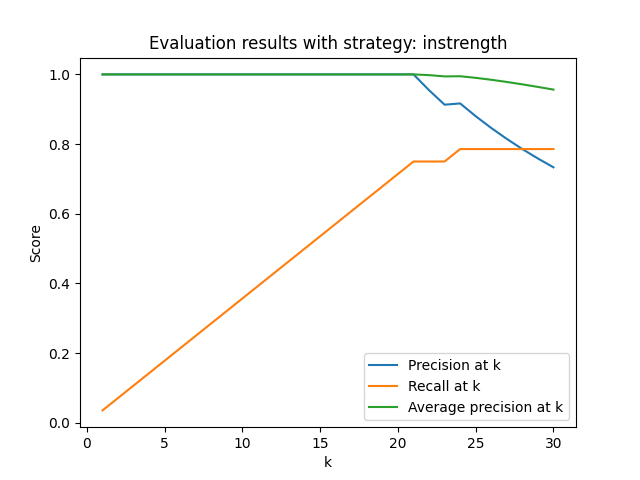 Evaluation results with strategy: instrength
1.0
0.8
0.6
0.4
0.2
0.0
Score
0 5 10 15 20 25 30
k
Precision at k
Recall at k
Average precision at k